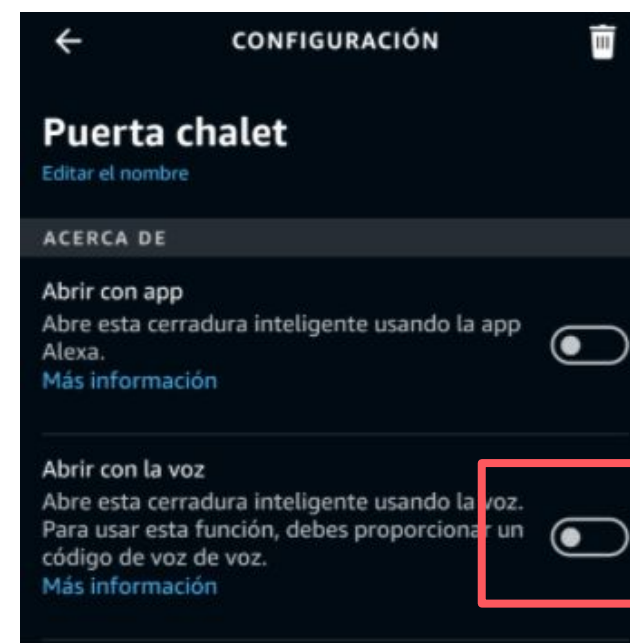 CONFIGURACIÓN
Puerta chalet
Editar el nombre
ACERCA DE
Abrir con app
Abre esta cerradura inteligente usando la app
Alexa.
Más información
Abrir con la voz
Abre esta cerradura inteligente usando la voz.
Para usar esta función, debes proporcionar un
código de voz de voz.
Más información